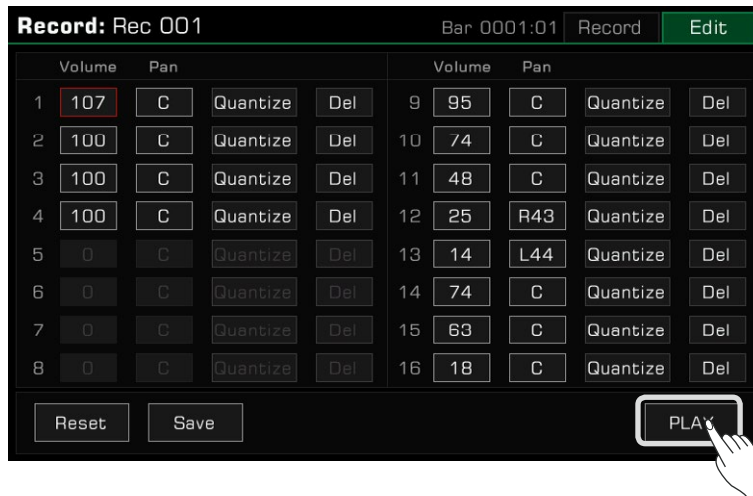 Record: Rec 001 Bar 0001:01 Record Edit
Volume Pan Volume Pan
1 107 C Quantize Del 9 95 C Quantize Del
2 100 C Quantize Del 10 74 C Quantize Del
3 100 C Quantize Del 11 48 C Quantize Del
4 100 C Quantize Del 12 25 R43 Quantize Del
5 0 C Quantize Del 13 14 L44 Quantize Del
6 0 C Quantize Del 14 74 C Quantize Del
7 0 C Quantize Del 15 63 C Quantize Del
8 0 C Quantize Del 16 18 C Quantize Del
Reset Save PLAY